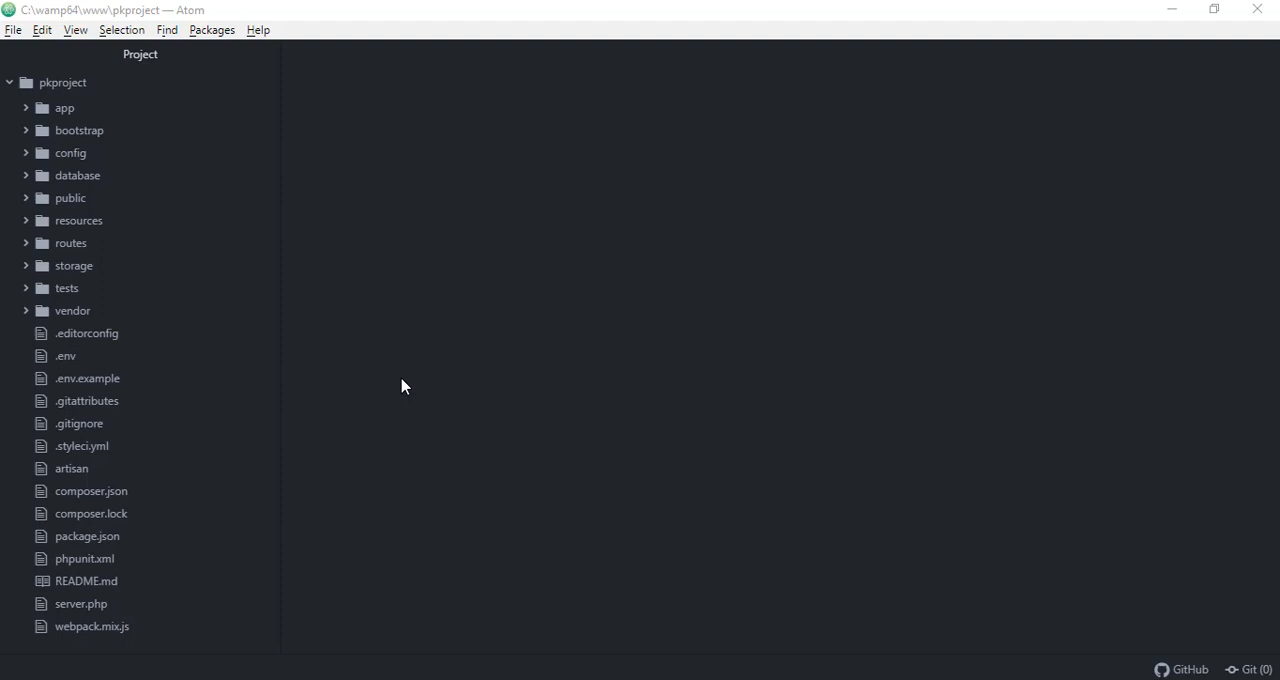 C:\wamp64\www\pkproject — Atom
File Edit View Selection Find Packages Help
Project
pkproject
app
bootstrap
config
database
public
resources
routes
storage
tests
vendor
.editorconfig
.env
.env.example
.gitattributes
.gitignore
.styleci.yml
artisan
composer.json
composer.lock
package.json
phpunit.xml
README.md
server.php
webpack.mix.js
GitHub Git (0)